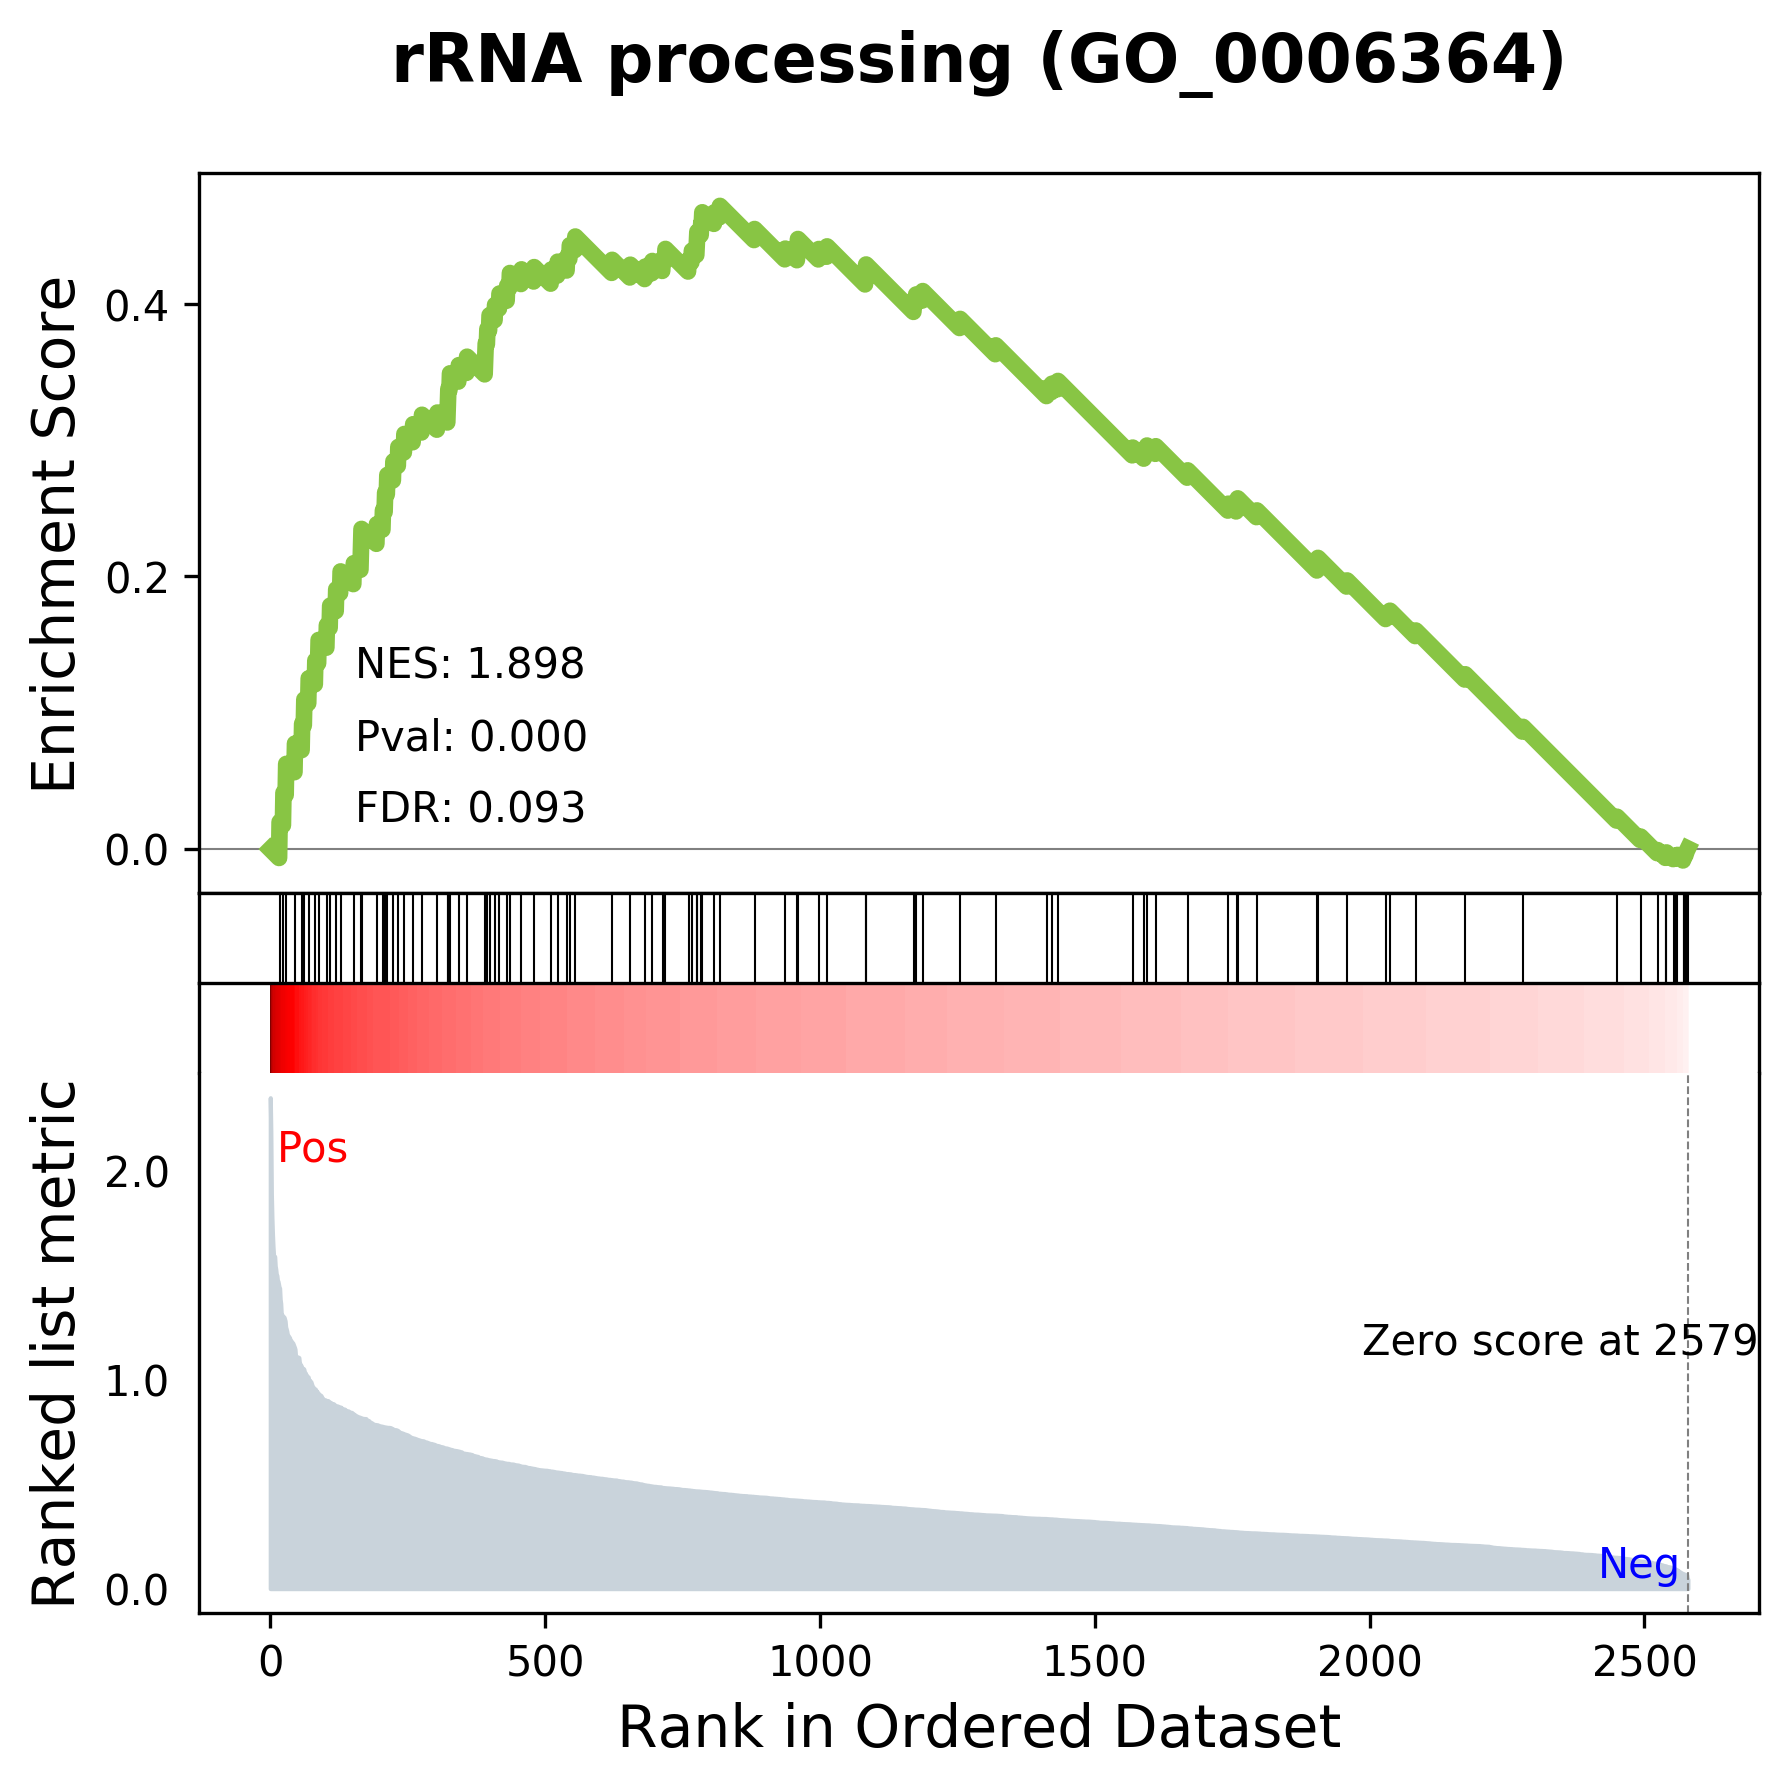 rRNA processing (GO_0006364)
Enrichment Score
0.4
0.2
0.0
NES: 1.898
Pval: 0.000
FDR: 0.093
Ranked list metric
2.0
1.0
0.0
Pos
Zero score at 2579
Neg
0 500 1000 1500 2000 2500
Rank in Ordered Dataset